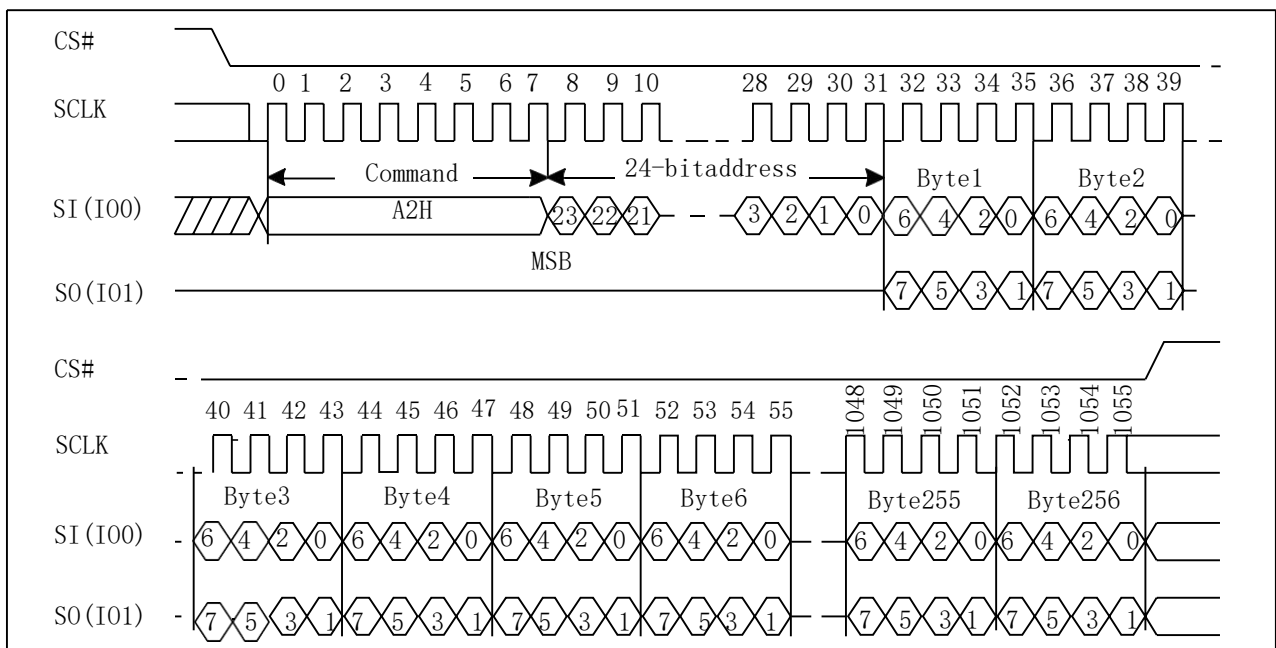 CS#
0 1 2 3 4 5 6 7 8 9 10 28 29 30 31 32 33 34 35 36 37 38 39
SCLK
Command 24-bitaddress Byte1 Byte2
SI(IO0) A2H 23 22 21 3 2 1 0 6 4 2 0 6 4 2 0
MSB
SO(IO1) 7 5 3 1 7 5 3 1
CS#
40 41 42 43 44 45 46 47 48 49 50 51 52 53 54 55 1048 1049 1050 1051 1052 1053 1054 1055
SCLK
Byte3 Byte4 Byte5 Byte6 Byte255 Byte256
SI(IO0) 6 4 2 0 6 4 2 0 6 4 2 0 6 4 2 0 6 4 2 0 6 4 2 0
SO(IO1) 7 5 3 1 7 5 3 1 7 5 3 1 7 5 3 1 7 5 3 1 7 5 3 1